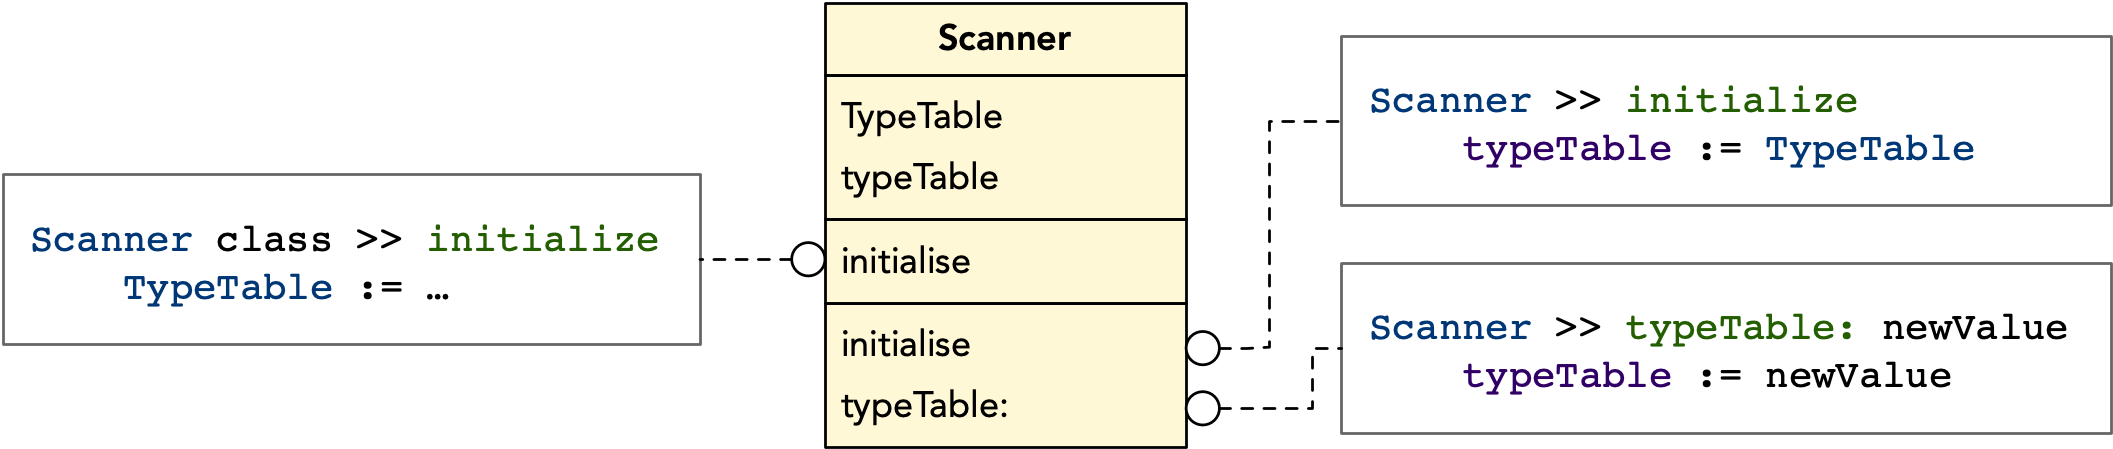 Scanner class >> initialize
TypeTable := …
Scanner
TypeTable
typeTable
initialise
initialise
typeTable:
Scanner >> initialize
typeTable := TypeTable
Scanner >> typeTable: newValue
typeTable := newValue